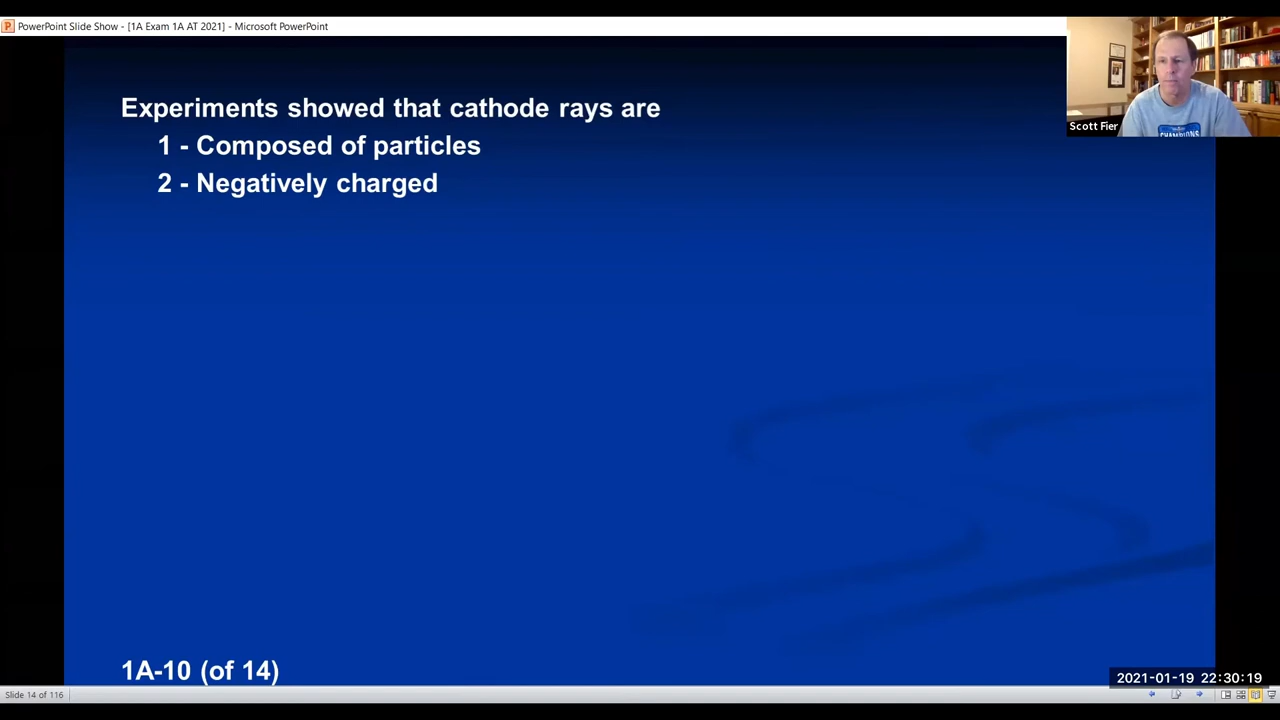 PowerPoint Slide Show - [1A Exam 1A AT 2021] - Microsoft PowerPoint
Experiments showed that cathode rays are
1 - Composed of particles
2 - Negatively charged
Scott Fier
CHAMPIONS
1A-10 (of 14)
2021-01-19 22:30:19
Slide 14 of 116